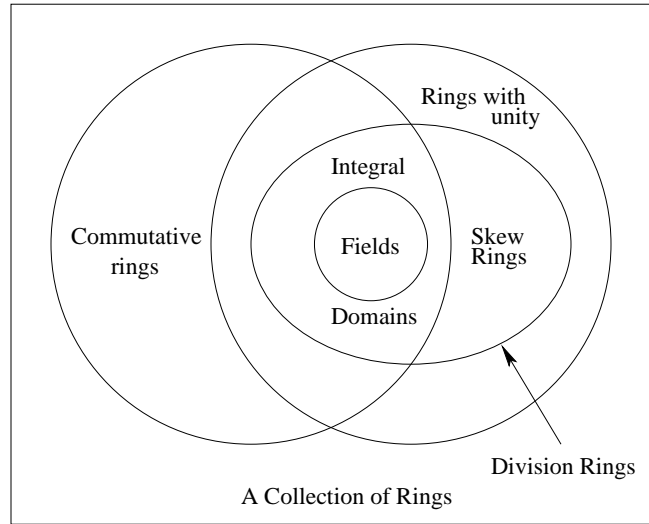 Rings with
unity
Integral
Commutative
rings
Fields
Skew
Rings
Domains
Division Rings
A Collection of Rings